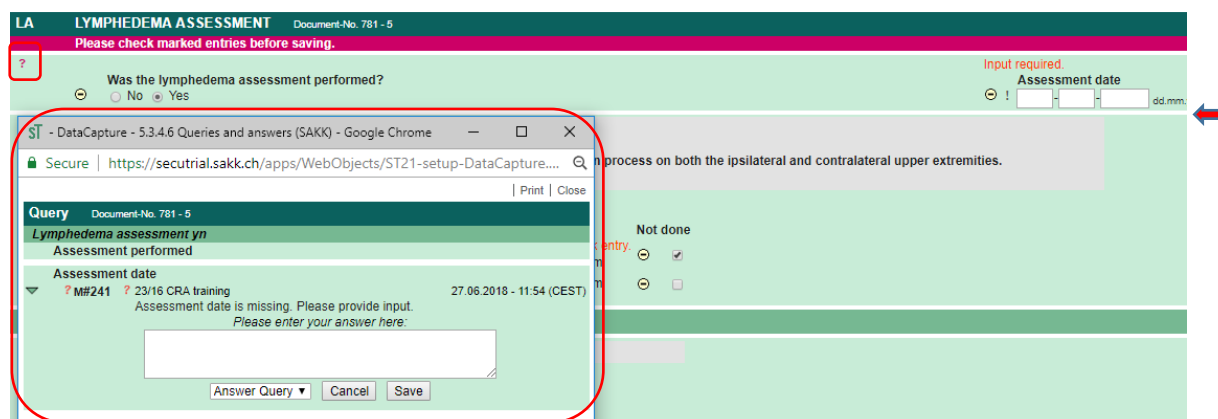 LA LYMPHEDEMA ASSESSMENT Document-No. 781 - 5
Please check marked entries before saving.
?
Input required.
Was the lymphedema assessment performed?
Assessment date
No Yes
! - - dd.mm.
ST - DataCapture - 5.3.4.6 Queries and answers (SAKK) - Google Chrome
Secure | https://secutrial.sakk.ch/apps/WebObjects/ST21-setup-DataCapture....
process on both the ipsilateral and contralateral upper extremities.
| Print | Close
Query Document-No. 781 - 5
Lymphedema assessment yn
Assessment performed
Not done
entry.
Assessment date
? M#241 ? 23/16 CRA training 27.06.2018 - 11:54 (CEST)
Assessment date is missing. Please provide input.
Please enter your answer here:
Answer Query Cancel Save